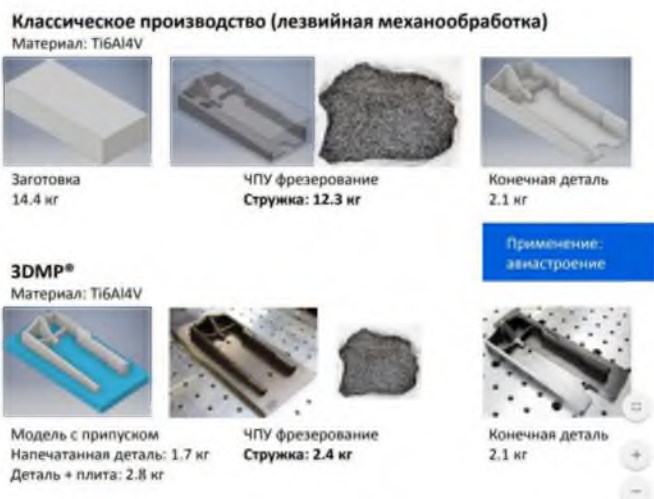 Классическое производство (лезвийная механообработка)
Материал: Ti6Al4V
Заготовка
14.4 кг
ЧПУ фрезерование
Стружка: 12.3 кг
Конечная деталь
2.1 кг
Применение:
авиастроение
3DMP®
Материал: Ti6Al4V
Модель с припуском
Напечатанная деталь: 1.7 кг
Деталь + плита: 2.8 кг
ЧПУ фрезерование
Стружка: 2.4 кг
Конечная деталь
2.1 кг